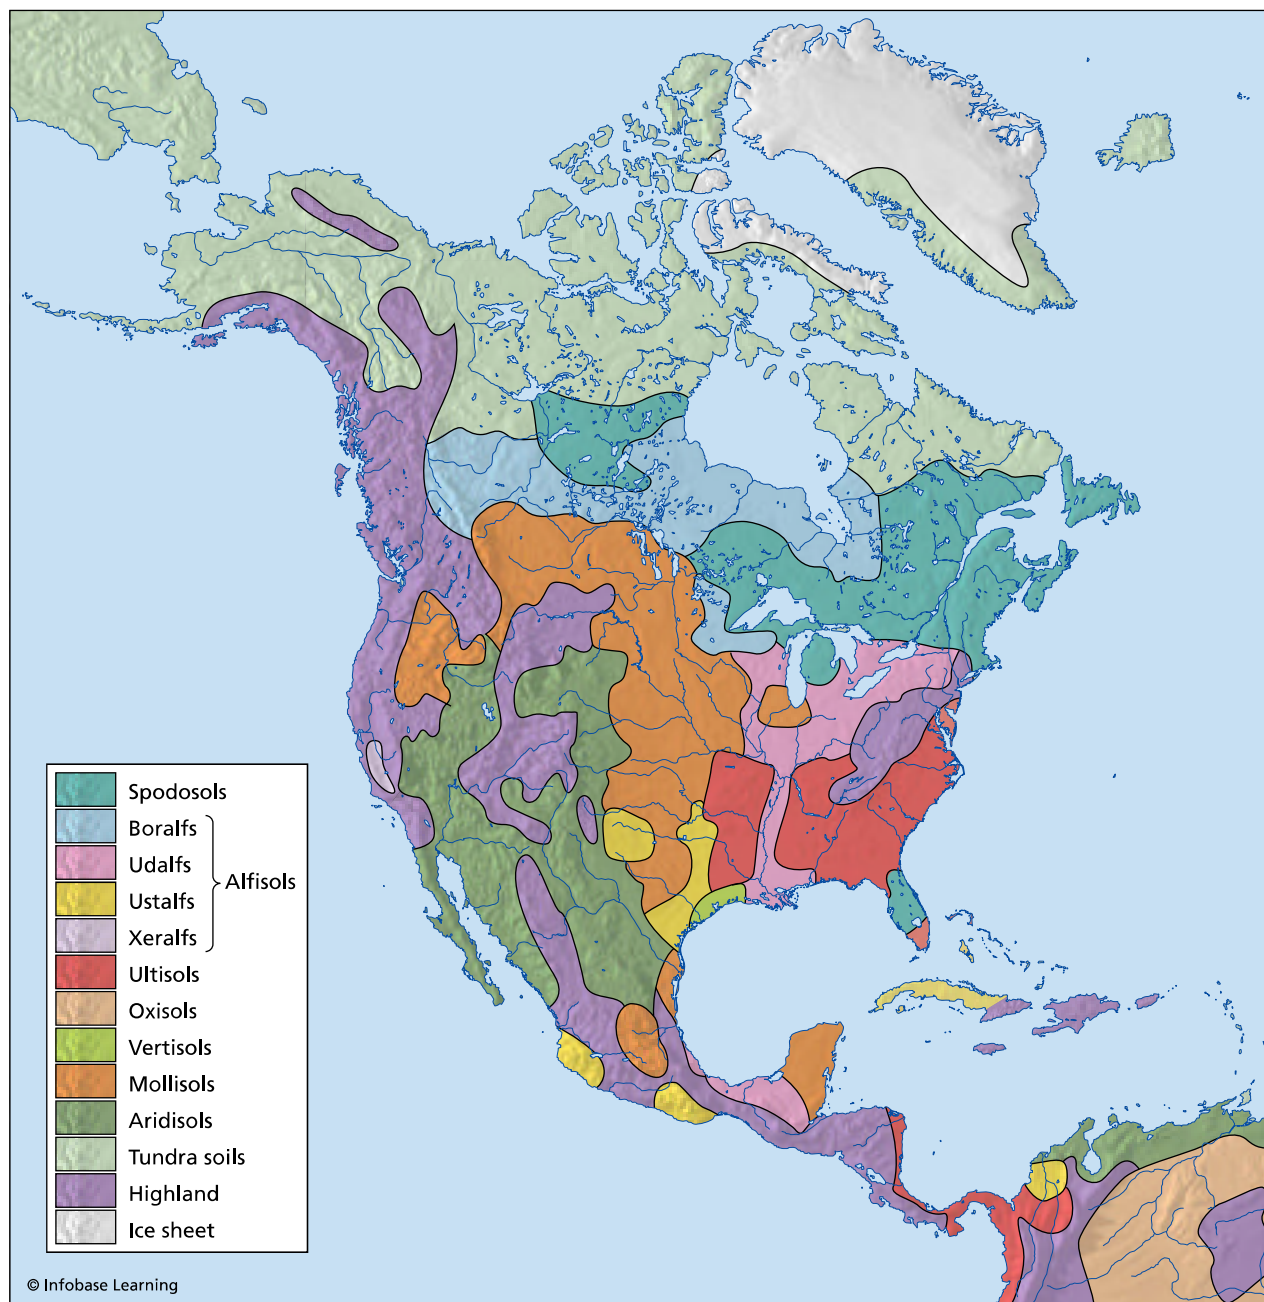 Spodosols
Boralfs
Udalfs
Alfisols
Ustalfs
Xeralfs
Ultisols
Oxisols
Vertisols
Mollisols
Aridisols
Tundra soils
Highland
Ice sheet
© Infobase Learning